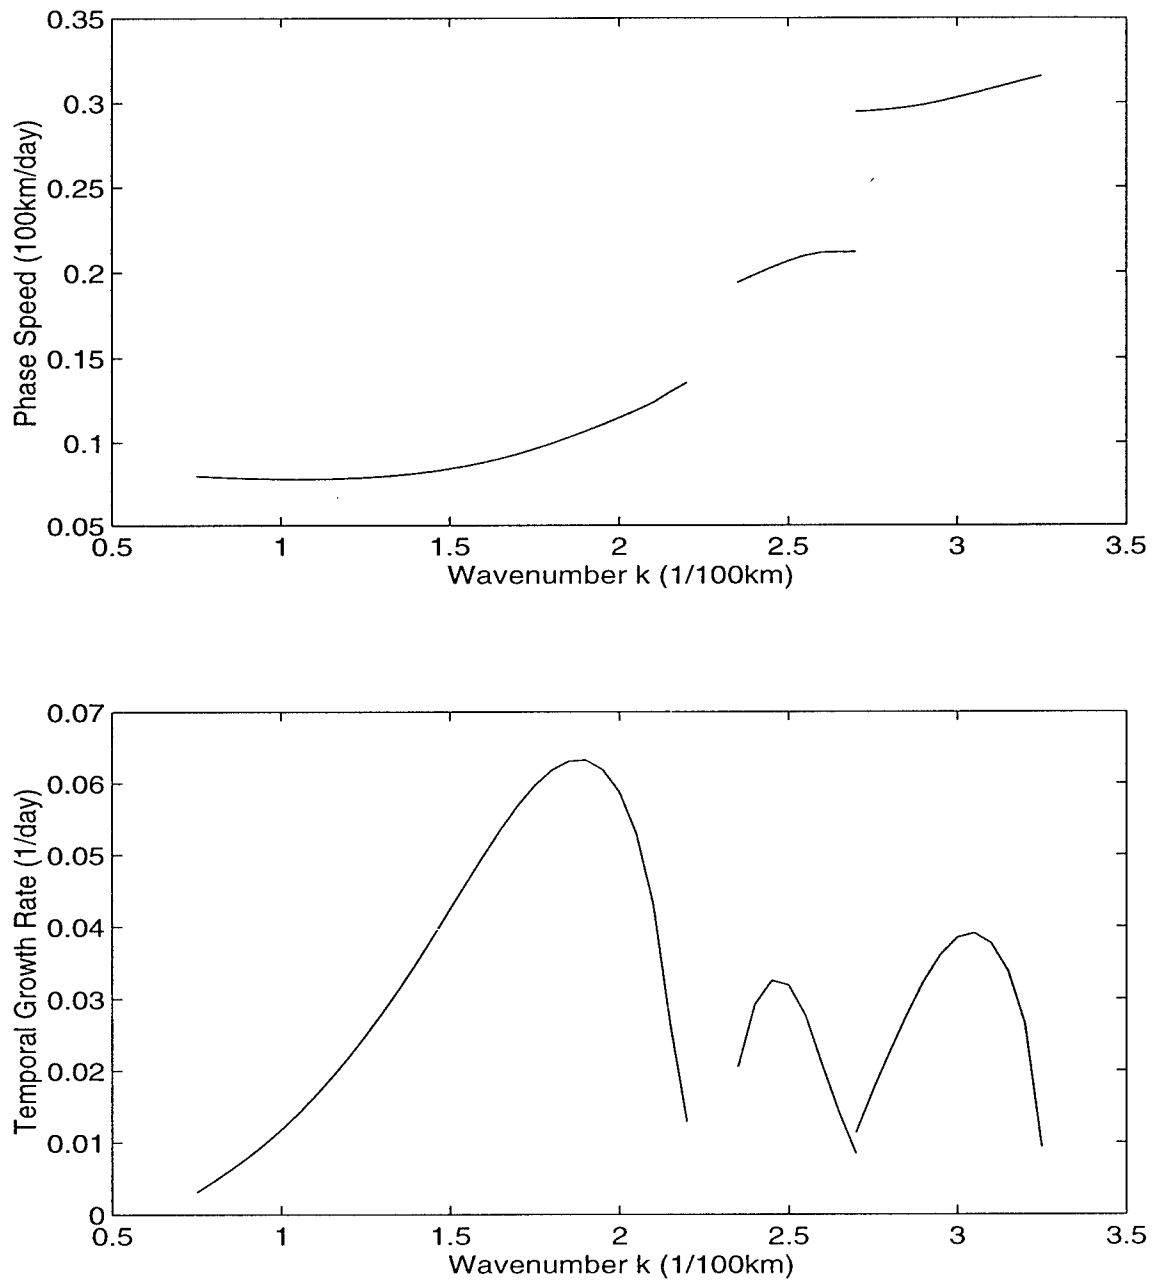 0.35
0.3
0.25
0.2
0.15
0.1
0.05
Phase Speed (100km/day)
0.5 1 1.5 2 2.5 3 3.5
Wavenumber k (1/100km)
0.07
0.06
0.05
0.04
0.03
0.02
0.01
0
Temporal Growth Rate (1/day)
0.5 1 1.5 2 2.5 3 3.5
Wavenumber k (1/100km)